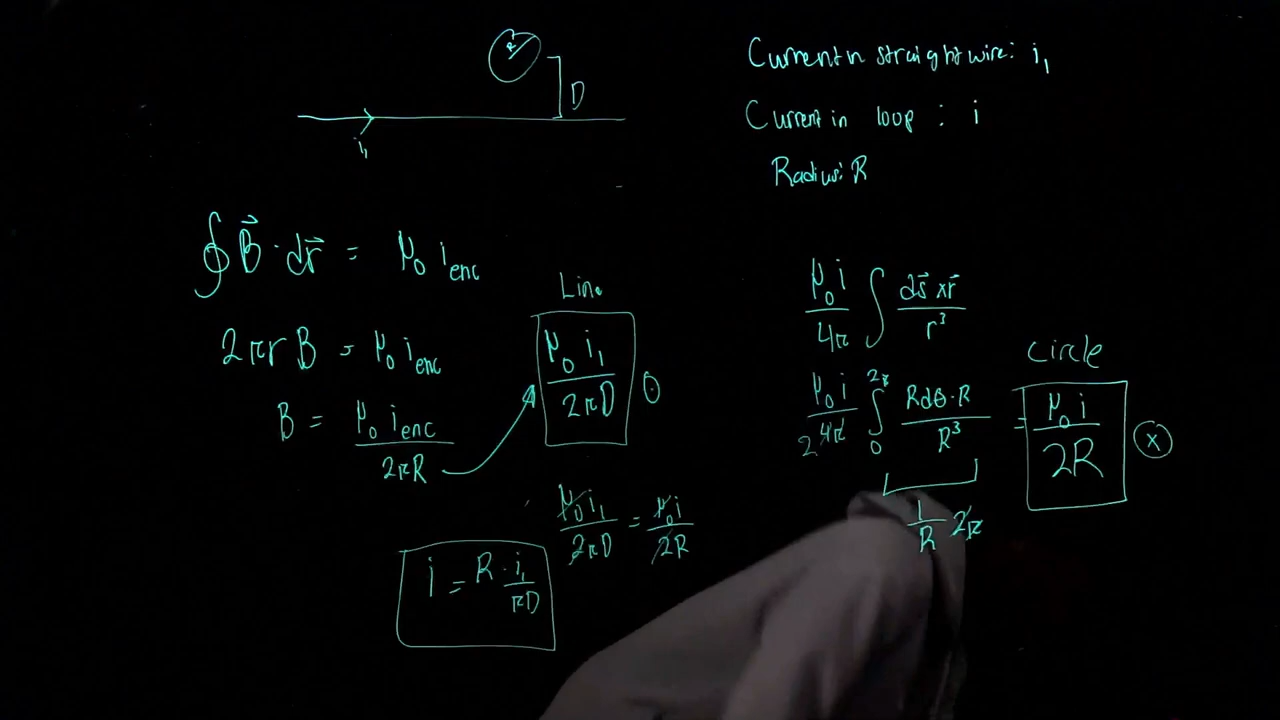 R
D
i₁
Current in straight wire: i₁
Current in loop : i
Radius: R
∮ B⃗ · dr⃗ = μ₀ i_enc
2πr B = μ₀ i_enc
B = μ₀ i_enc / 2πR
Line
μ₀ i₁ / 2πD ⊙
μ₀ i₁ / 2πD = μ₀ i / 2R
i = R · i₁ / πD
μ₀ i / 4π ∫ ds⃗ × r⃗ / r³
μ₀ i / 2 4π ∫₀^2π R dθ · R / R³ = μ₀ i / 2R ⊗
Circle
1/R 2π